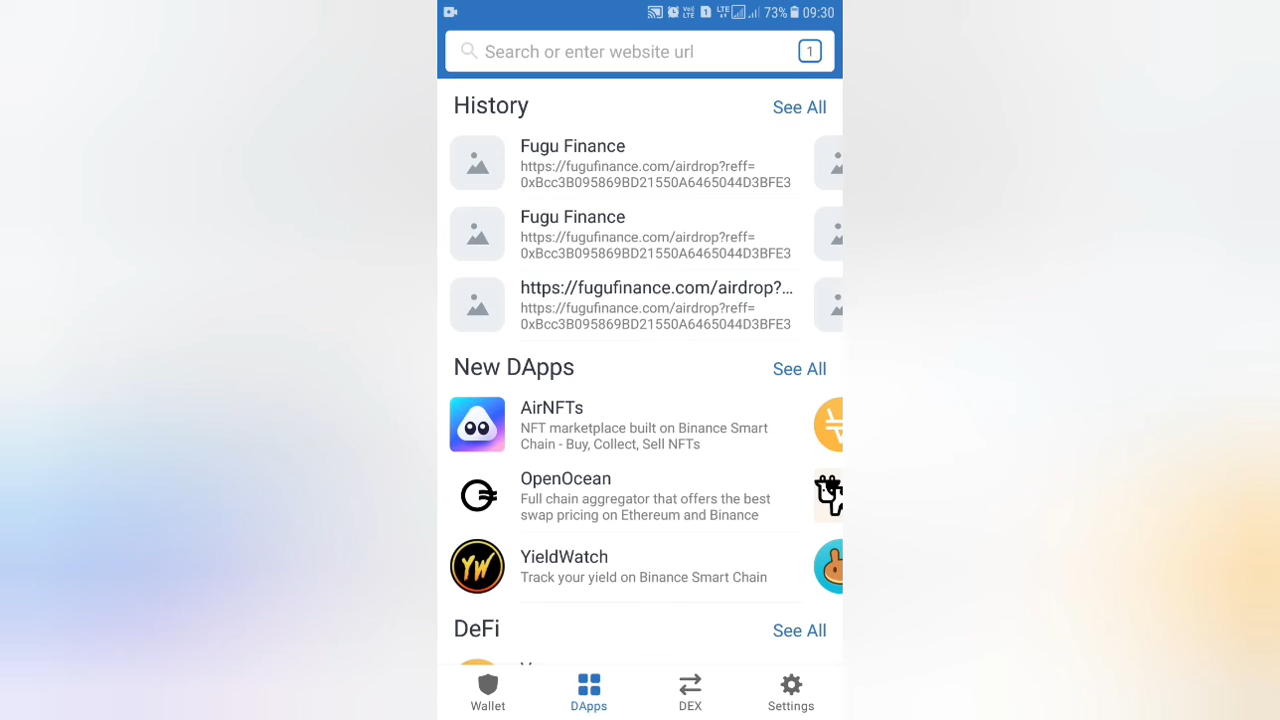 VoLTE 1 LTE 73% 09:30
Search or enter website url 1
History See All
Fugu Finance
https://fugufinance.com/airdrop?reff=
0xBcc3B095869BD21550A6465044D3BFE3
Fugu Finance
https://fugufinance.com/airdrop?reff=
0xBcc3B095869BD21550A6465044D3BFE3
https://fugufinance.com/airdrop?...
https://fugufinance.com/airdrop?reff=
0xBcc3B095869BD21550A6465044D3BFE3
New DApps See All
AirNFTs
NFT marketplace built on Binance Smart
Chain - Buy, Collect, Sell NFTs
OpenOcean
Full chain aggregator that offers the best
swap pricing on Ethereum and Binance
YW
YieldWatch
Track your yield on Binance Smart Chain
DeFi See All
Wallet DApps DEX Settings